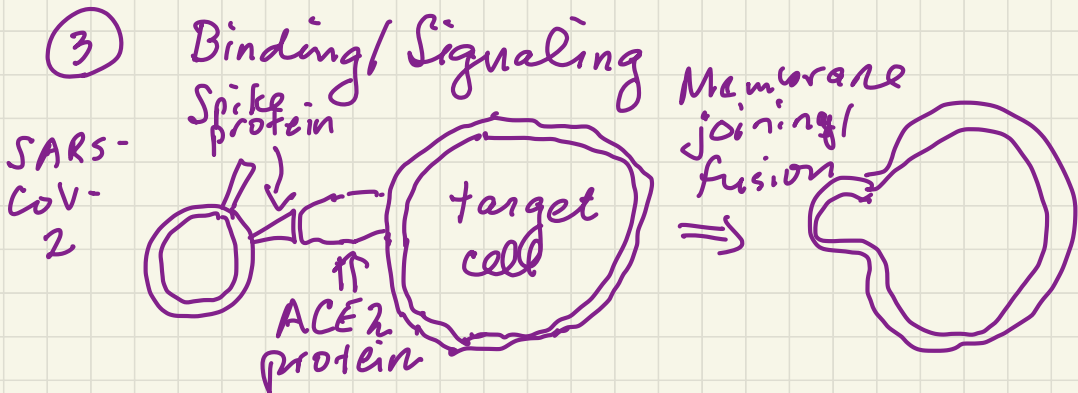 3
Binding/Signaling
Spike
protein
SARS-
COV-
2
target
cell
ACE2
protein
Membrane
joining/
fusion